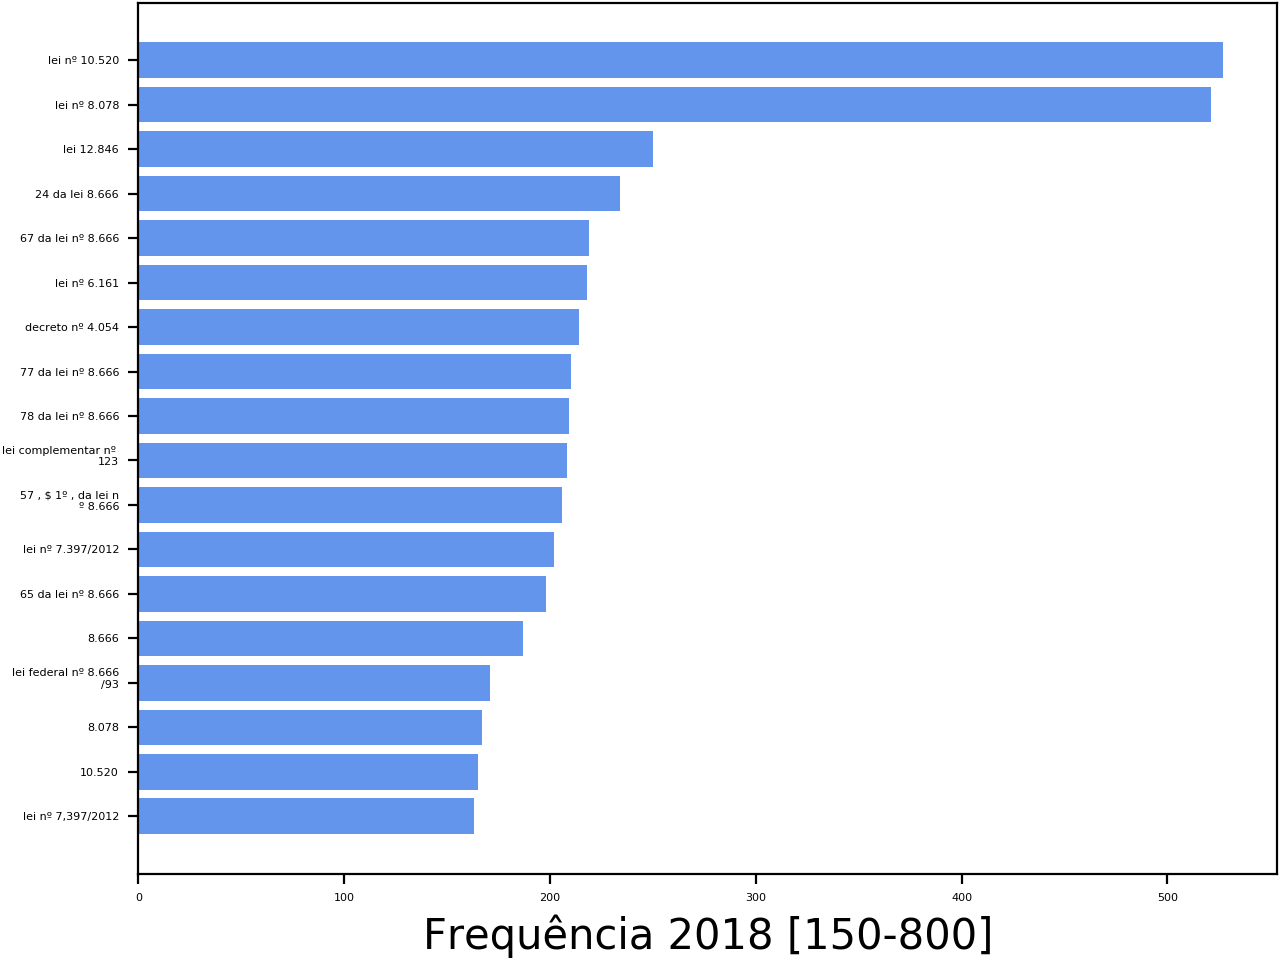 lei nº 10.520
lei nº 8.078
lei 12.846
24 da lei 8.666
67 da lei nº 8.666
lei nº 6.161
decreto nº 4.054
77 da lei nº 8.666
78 da lei nº 8.666
lei complementar nº
123
57 , $ 1º , da lei n
º 8.666
lei nº 7.397/2012
65 da lei nº 8.666
8.666
lei federal nº 8.666
/93
8.078
10.520
lei nº 7,397/2012
0 100 200 300 400 500
Frequência 2018 [150-800]